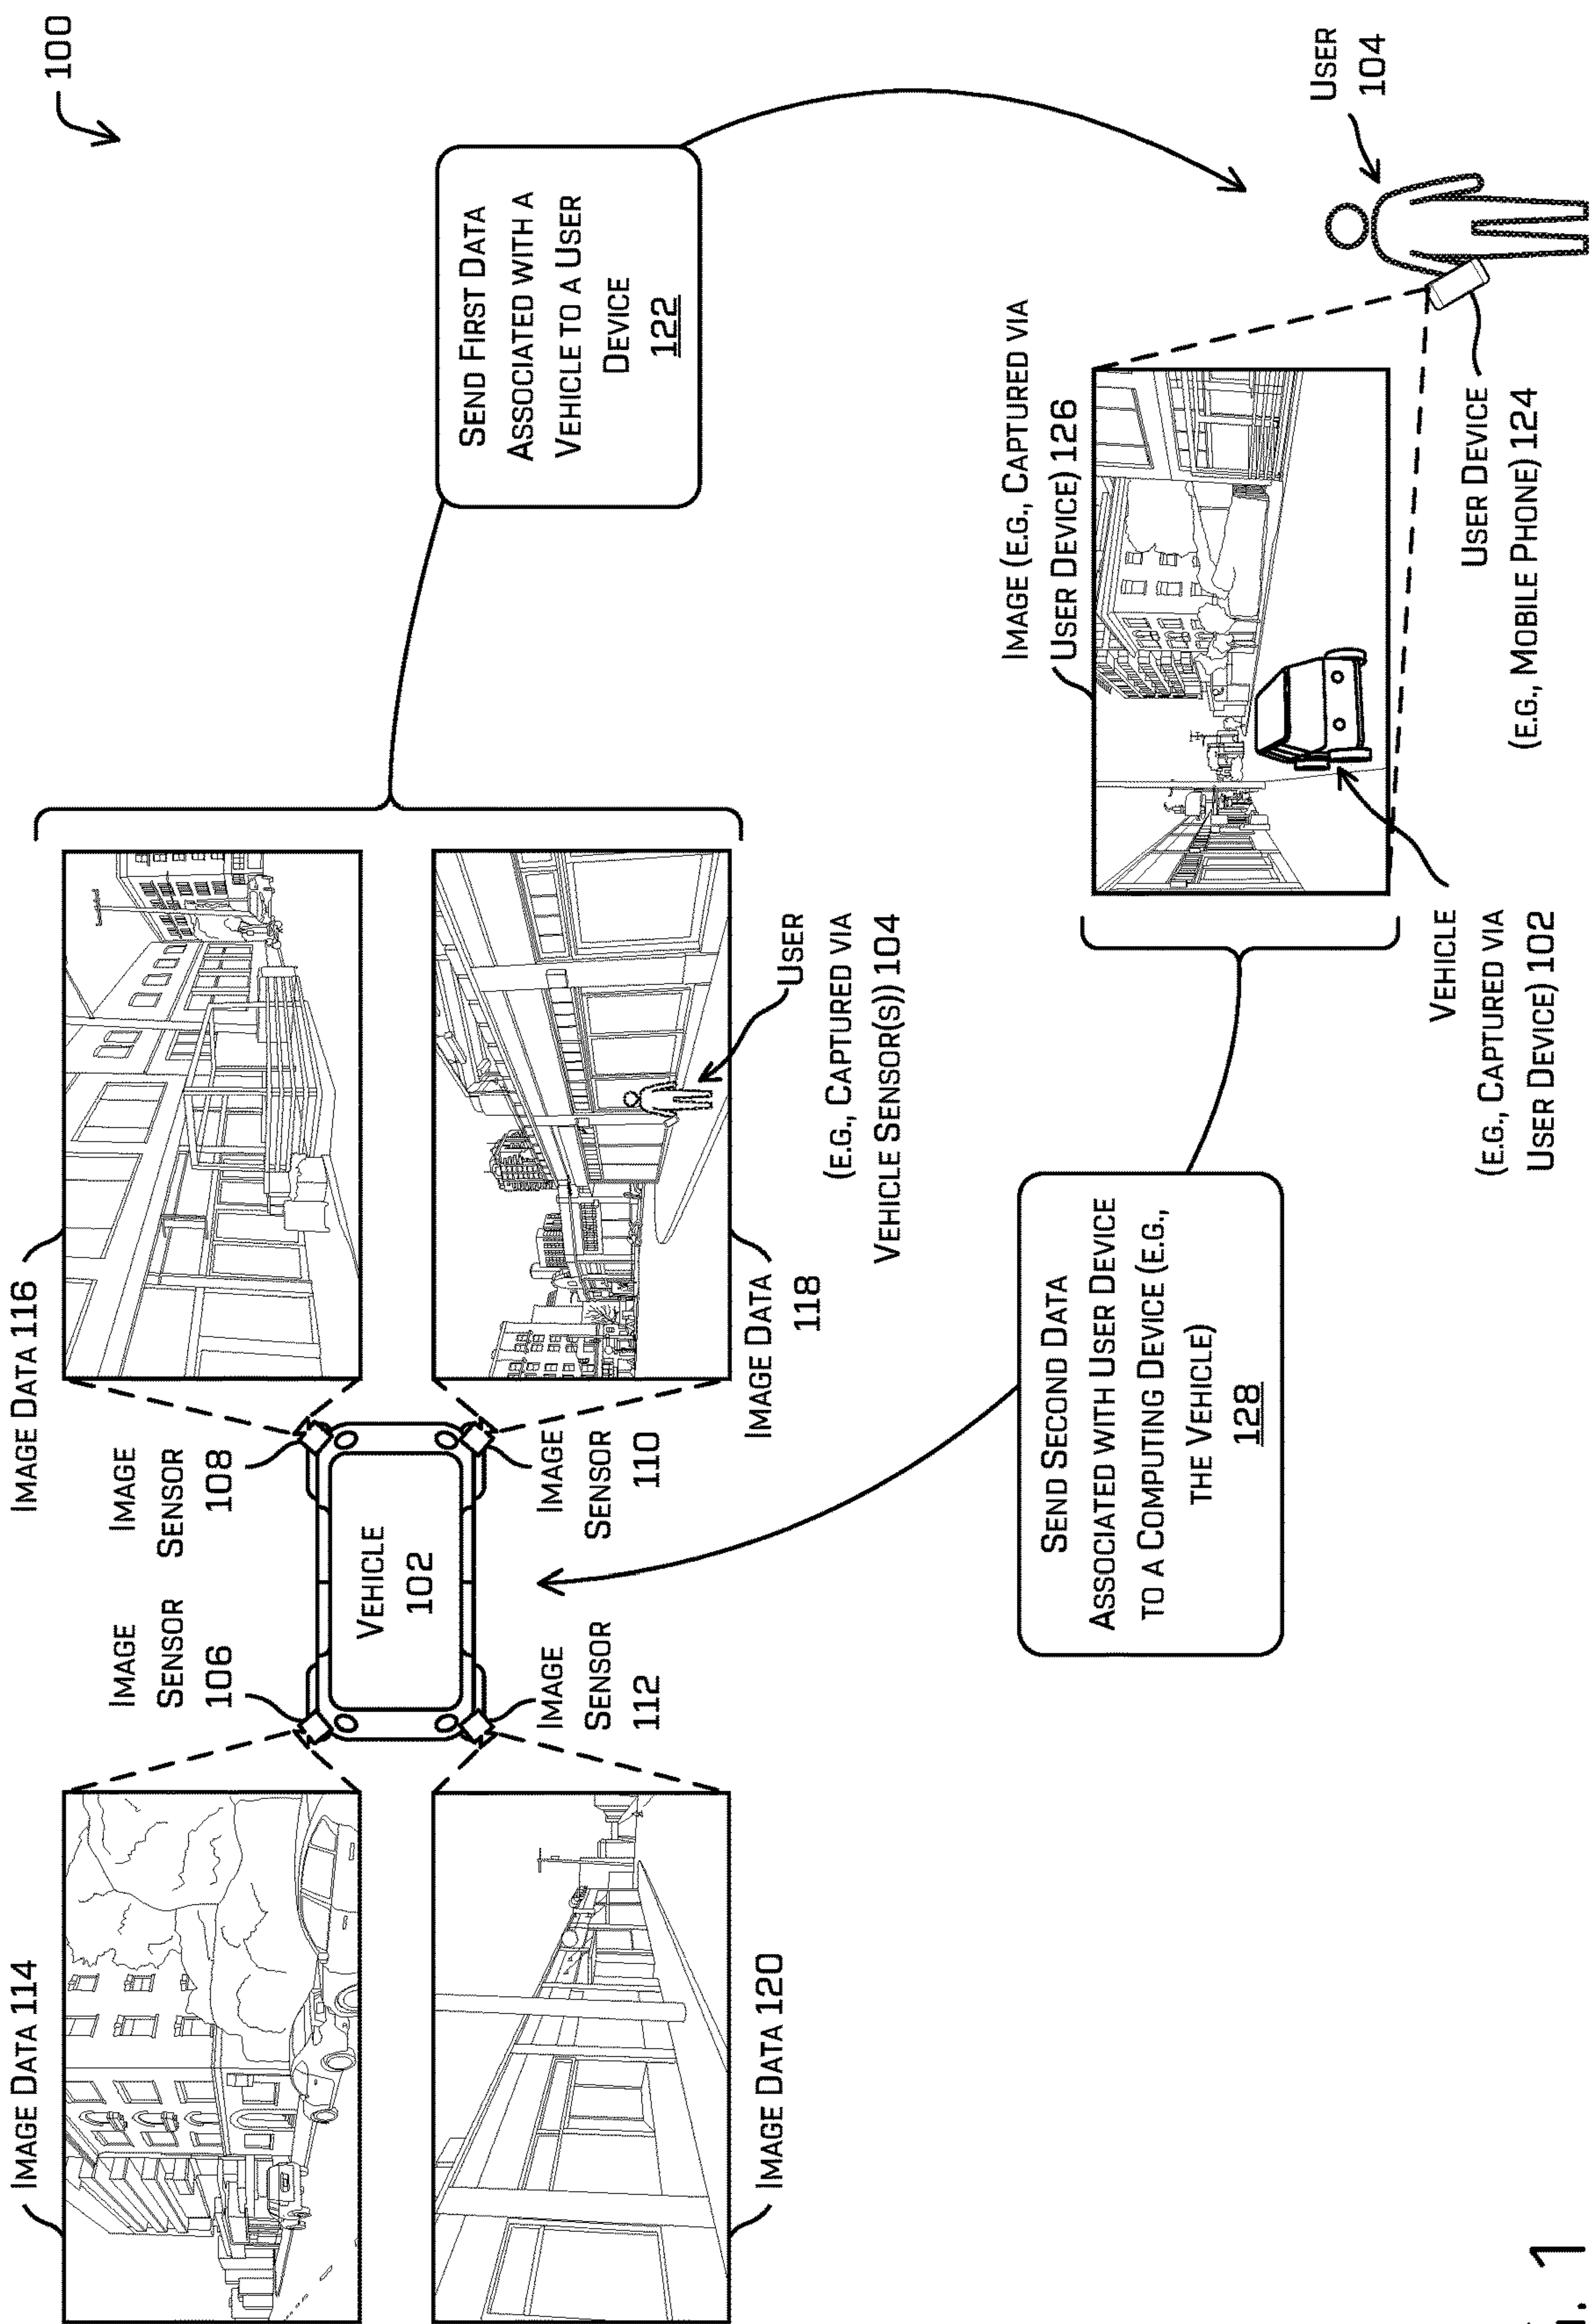 100
IMAGE DATA 114
IMAGE DATA 116
IMAGE
SENSOR
106
IMAGE
SENSOR
108
VEHICLE
102
IMAGE
SENSOR
112
IMAGE
SENSOR
110
IMAGE DATA 120
IMAGE DATA
118
USER
(E.G., CAPTURED VIA
VEHICLE SENSOR(S)) 104
SEND FIRST DATA
ASSOCIATED WITH A
VEHICLE TO A USER
DEVICE
122
SEND SECOND DATA
ASSOCIATED WITH USER DEVICE
TO A COMPUTING DEVICE (E.G.,
THE VEHICLE)
128
IMAGE (E.G., CAPTURED VIA
USER DEVICE) 126
USER
104
USER DEVICE
(E.G., MOBILE PHONE) 124
VEHICLE
(E.G., CAPTURED VIA
USER DEVICE) 102
1